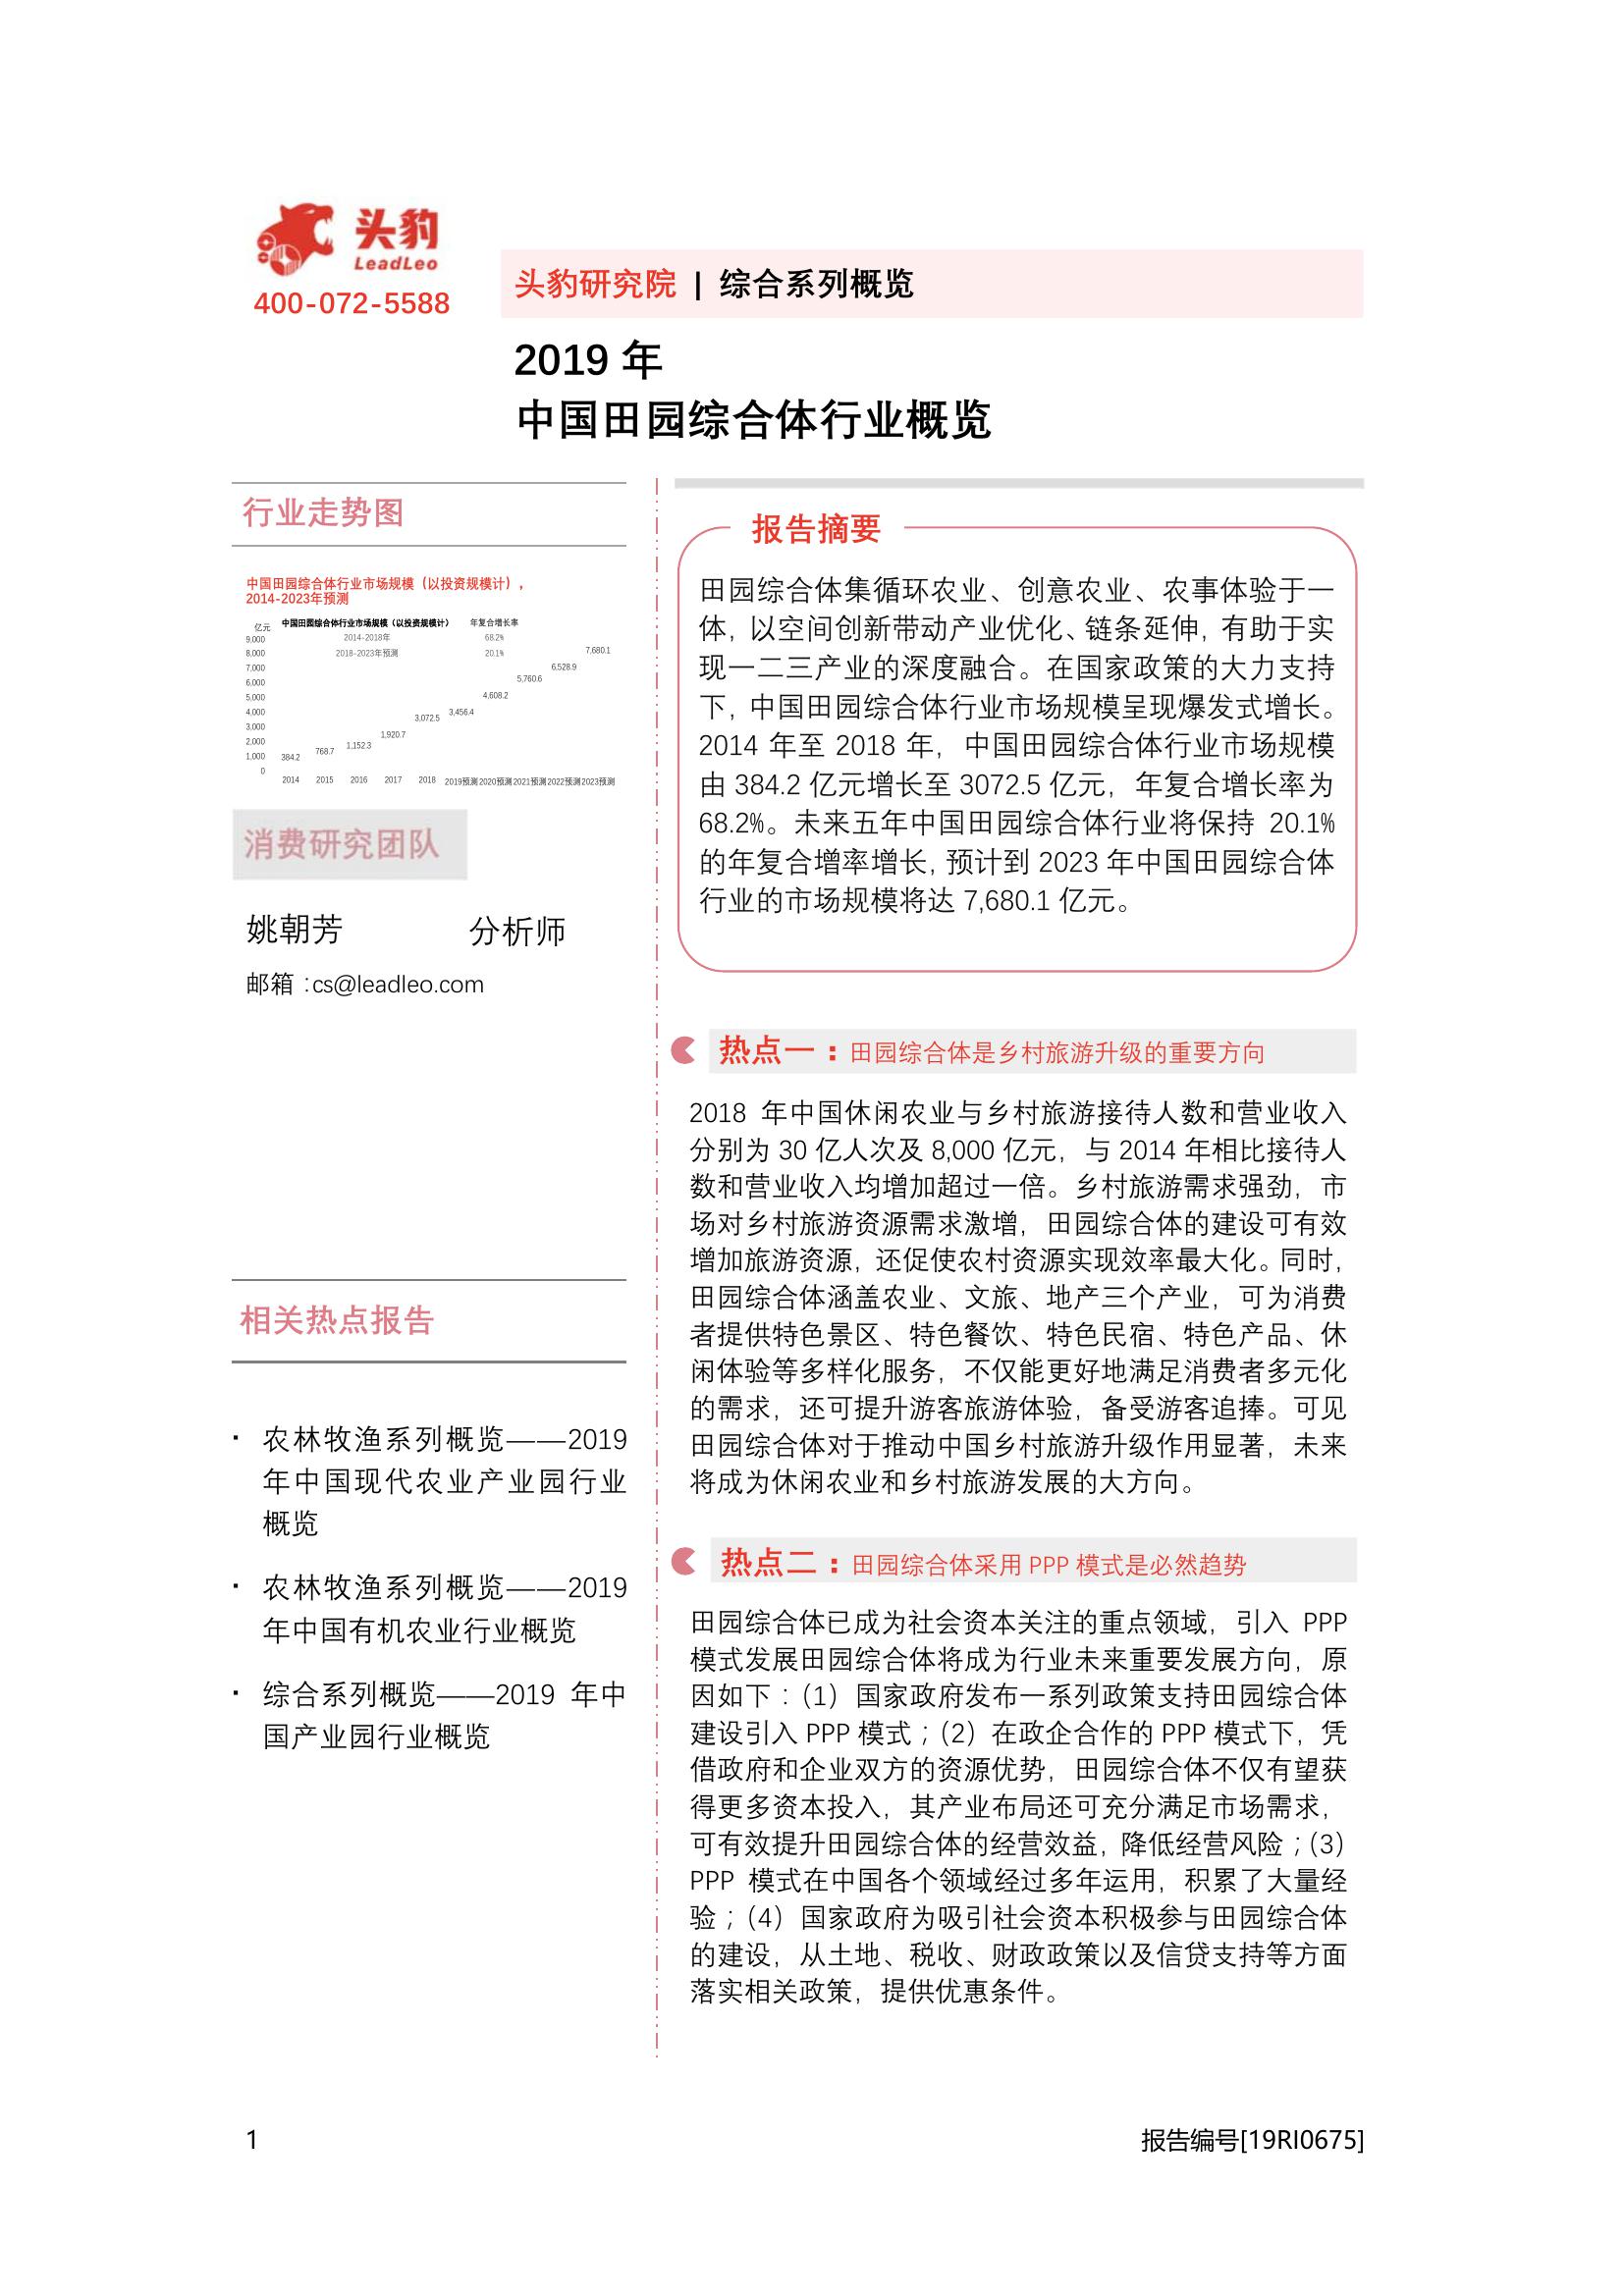 头豹
LeadLeo
400-072-5588
头豹研究院 | 综合系列概览
2019 年
中国田园综合体行业概览
行业走势图
中国田园综合体行业市场规模（以投资规模计），
2014-2023年预测
亿元
中国田园综合体行业市场规模（以投资规模计） 年复合增长率
2014-2018年 68.2%
2018-2023年预测 20.1%
9,000
8,000
7,000
6,000
5,000
4,000
3,000
2,000
1,000
0
384.2
768.7
1,152.3
1,920.7
3,072.5
3,456.4
4,608.2
5,760.6
6,528.9
7,680.1
2014 2015 2016 2017 2018 2019预测 2020预测 2021预测 2022预测 2023预测
消费研究团队
姚朝芳 分析师
邮箱：cs@leadleo.com
相关热点报告
· 农林牧渔系列概览——2019
年中国现代农业产业园行业
概览
· 农林牧渔系列概览——2019
年中国有机农业行业概览
· 综合系列概览——2019 年中
国产业园行业概览
报告摘要
田园综合体集循环农业、创意农业、农事体验于一
体，以空间创新带动产业优化、链条延伸，有助于实
现一二三产业的深度融合。在国家政策的大力支持
下，中国田园综合体行业市场规模呈现爆发式增长。
2014 年至 2018 年，中国田园综合体行业市场规模
由 384.2 亿元增长至 3072.5 亿元，年复合增长率为
68.2%。未来五年中国田园综合体行业将保持 20.1%
的年复合增率增长，预计到 2023 年中国田园综合体
行业的市场规模将达 7,680.1 亿元。
热点一：田园综合体是乡村旅游升级的重要方向
2018 年中国休闲农业与乡村旅游接待人数和营业收入
分别为 30 亿人次及 8,000 亿元，与 2014 年相比接待人
数和营业收入均增加超过一倍。乡村旅游需求强劲，市
场对乡村旅游资源需求激增，田园综合体的建设可有效
增加旅游资源，还促使农村资源实现效率最大化。同时，
田园综合体涵盖农业、文旅、地产三个产业，可为消费
者提供特色景区、特色餐饮、特色民宿、特色产品、休
闲体验等多样化服务，不仅能更好地满足消费者多元化
的需求，还可提升游客旅游体验，备受游客追捧。可见
田园综合体对于推动中国乡村旅游升级作用显著，未来
将成为休闲农业和乡村旅游发展的大方向。
热点二：田园综合体采用 PPP 模式是必然趋势
田园综合体已成为社会资本关注的重点领域，引入 PPP
模式发展田园综合体将成为行业未来重要发展方向，原
因如下：（1）国家政府发布一系列政策支持田园综合体
建设引入 PPP 模式；（2）在政企合作的 PPP 模式下，凭
借政府和企业双方的资源优势，田园综合体不仅有望获
得更多资本投入，其产业布局还可充分满足市场需求，
可有效提升田园综合体的经营效益，降低经营风险；（3）
PPP 模式在中国各个领域经过多年运用，积累了大量经
验；（4）国家政府为吸引社会资本积极参与田园综合体
的建设，从土地、税收、财政政策以及信贷支持等方面
落实相关政策，提供优惠条件。
1
报告编号[19RI0675]